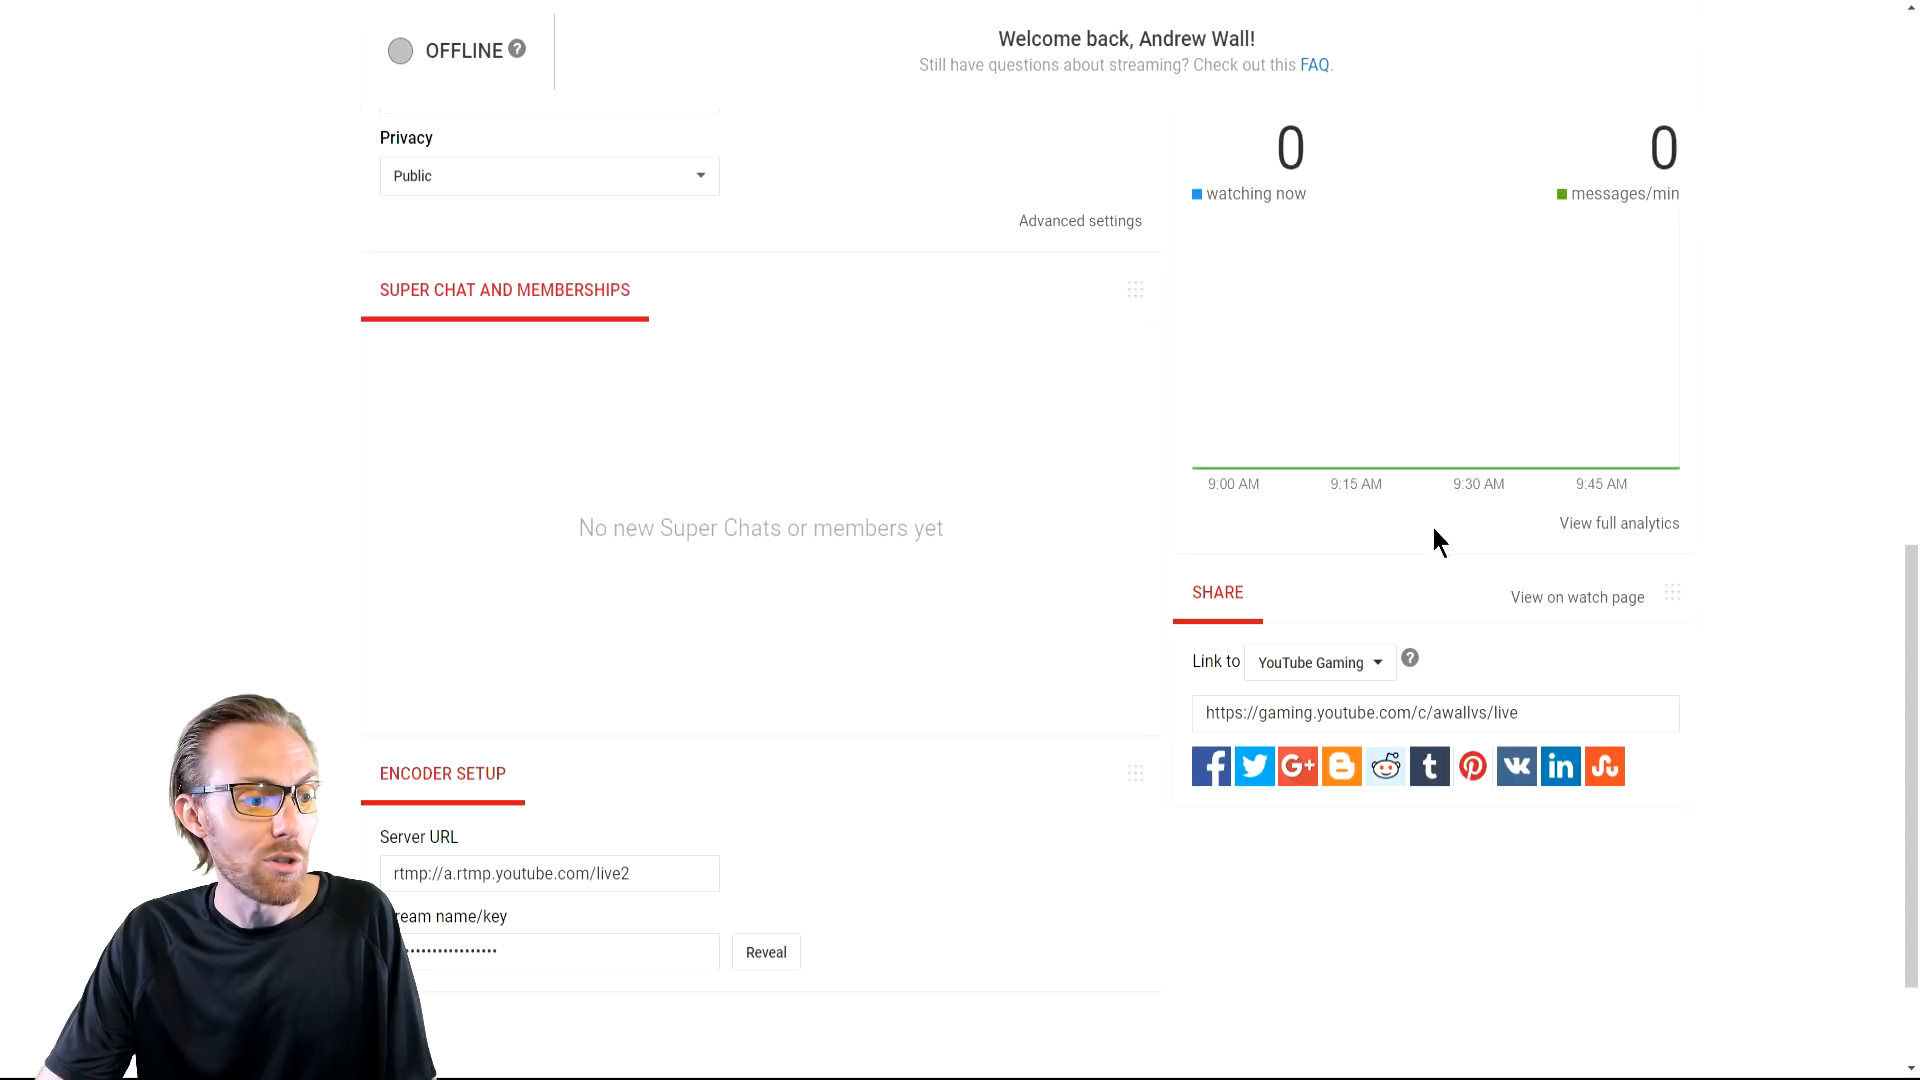 OFFLINE ?
Welcome back, Andrew Wall!
Still have questions about streaming? Check out this FAQ.
Privacy
Public
Advanced settings
0
watching now
0
messages/min
9:00 AM 9:15 AM 9:30 AM 9:45 AM
View full analytics
SUPER CHAT AND MEMBERSHIPS
No new Super Chats or members yet
SHARE
View on watch page
Link to YouTube Gaming ?
https://gaming.youtube.com/c/awallvs/live
f G+ B t VK in
ENCODER SETUP
Server URL
rtmp://a.rtmp.youtube.com/live2
ream name/key
Reveal